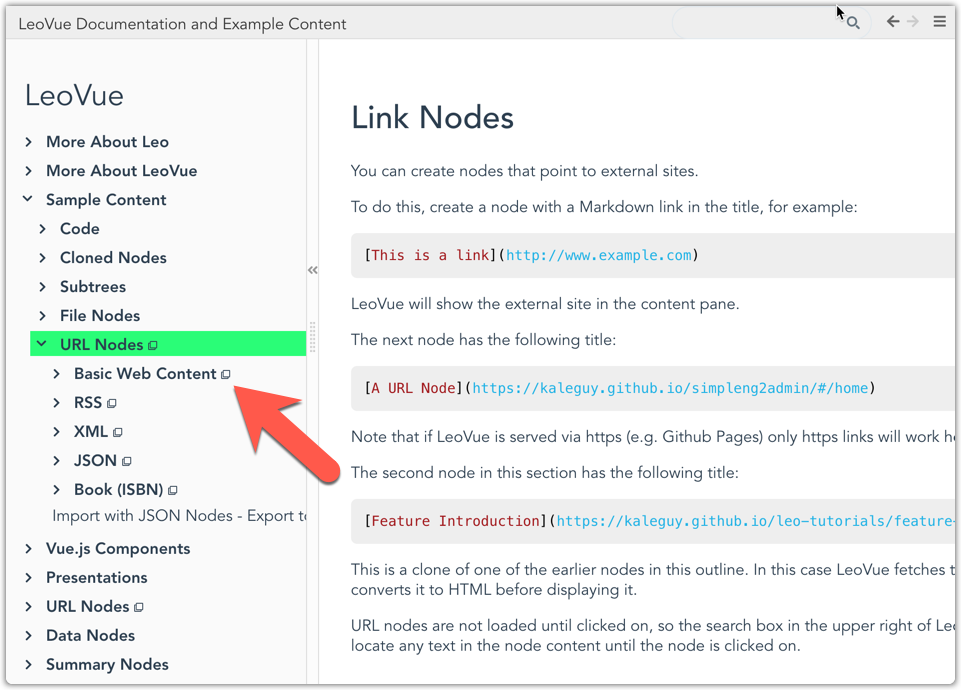 LeoVue Documentation and Example Content
LeoVue
More About Leo
More About LeoVue
Sample Content
Code
Cloned Nodes
Subtrees
File Nodes
URL Nodes
Basic Web Content
RSS
XML
JSON
Book (ISBN)
Import with JSON Nodes - Export to
Vue.js Components
Presentations
URL Nodes
Data Nodes
Summary Nodes
Link Nodes
You can create nodes that point to external sites.
To do this, create a node with a Markdown link in the title, for example:
[This is a link](http://www.example.com)
LeoVue will show the external site in the content pane.
The next node has the following title:
[A URL Node](https://kaleguy.github.io/simpleng2admin/#/home)
Note that if LeoVue is served via https (e.g. Github Pages) only https links will work
The second node in this section has the following title:
[Feature Introduction](https://kaleguy.github.io/leo-tutorials/feature-
This is a clone of one of the earlier nodes in this outline. In this case LeoVue fetches
converts it to HTML before displaying it.
URL nodes are not loaded until clicked on, so the search box in the upper right of
locate any text in the node content until the node is clicked on.